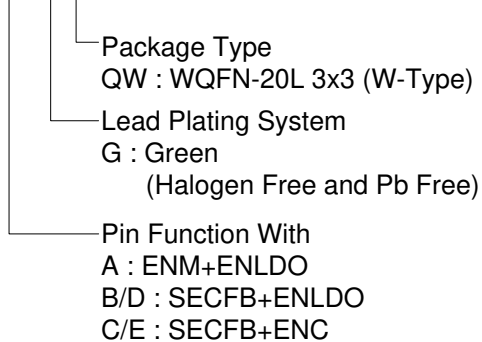 Package Type
QW : WQFN-20L 3x3 (W-Type)
Lead Plating System
G : Green
(Halogen Free and Pb Free)
Pin Function With
A : ENM+ENLDO
B/D : SECFB+ENLDO
C/E : SECFB+ENC